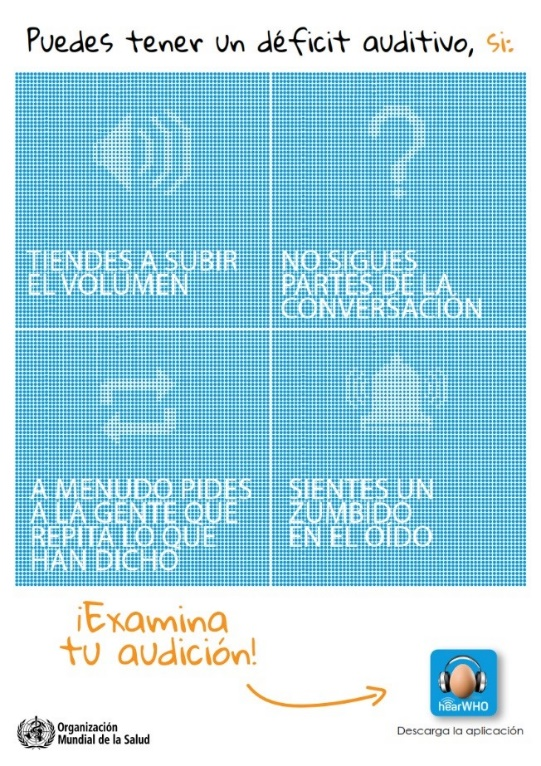 Puedes tener un déficit auditivo, si:
TIENDES A SUBIR
EL VOLUMEN
NO SIGUES
PARTES DE LA
CONVERSACIÓN
A MENUDO PIDES
A LA GENTE QUE
REPITA LO QUE
HAN DICHO
SIENTES UN
ZUMBIDO
EN EL OÍDO
¡Examina
tu audición!
hearWHO
Descarga la aplicación
Organización
Mundial de la Salud